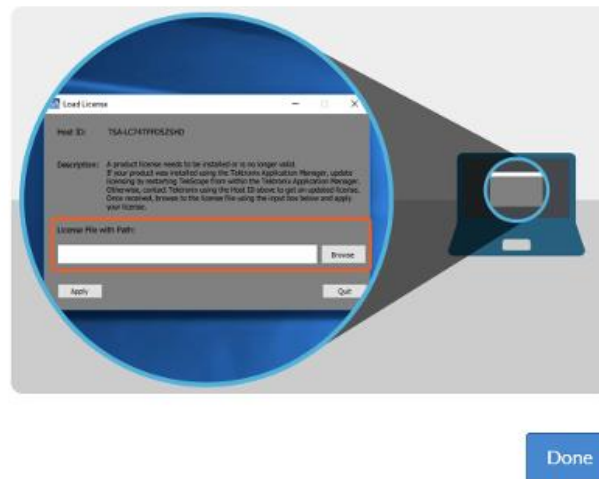 Load License
Host ID: TSA-LC74TFF0525HD
Description: A product license needs to be installed or is no longer valid.
If your product was installed using the Tektronix Application Manager, update
licensing by restarting TekScope from within the Tektronix Application Manager.
Otherwise, contact Tektronix using the Host ID above to get an updated license.
Once received, browse to the license file using the input box below and apply
your license.
License File with Path:
Browse
Apply Quit
Done